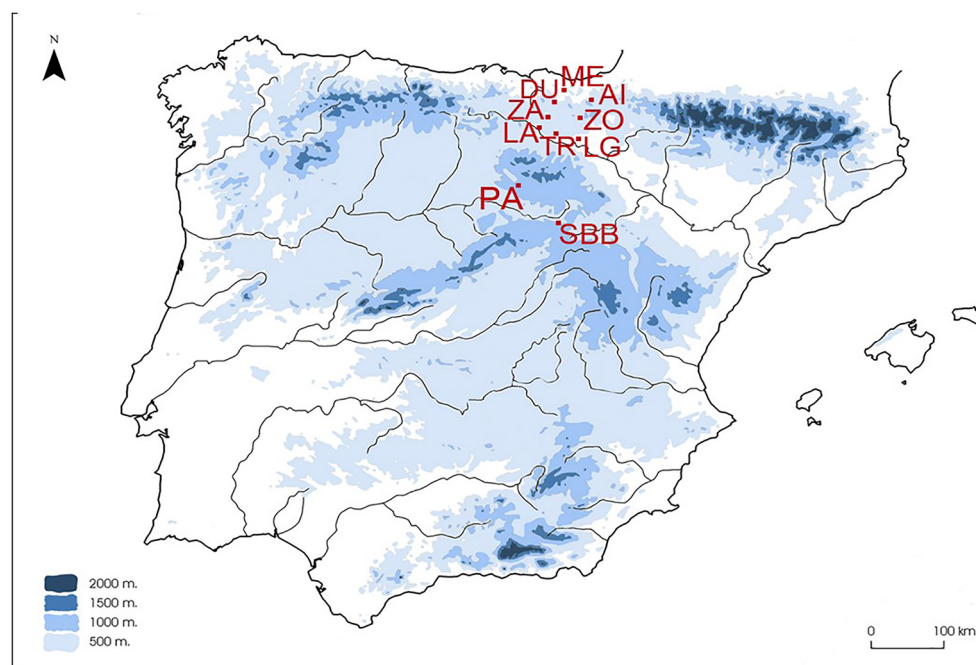 N
ME
DU
AI
ZA
ZO
LA
TR
LG
PA
SBB
2000 m.
1500 m.
1000 m.
500 m.
0 100 km